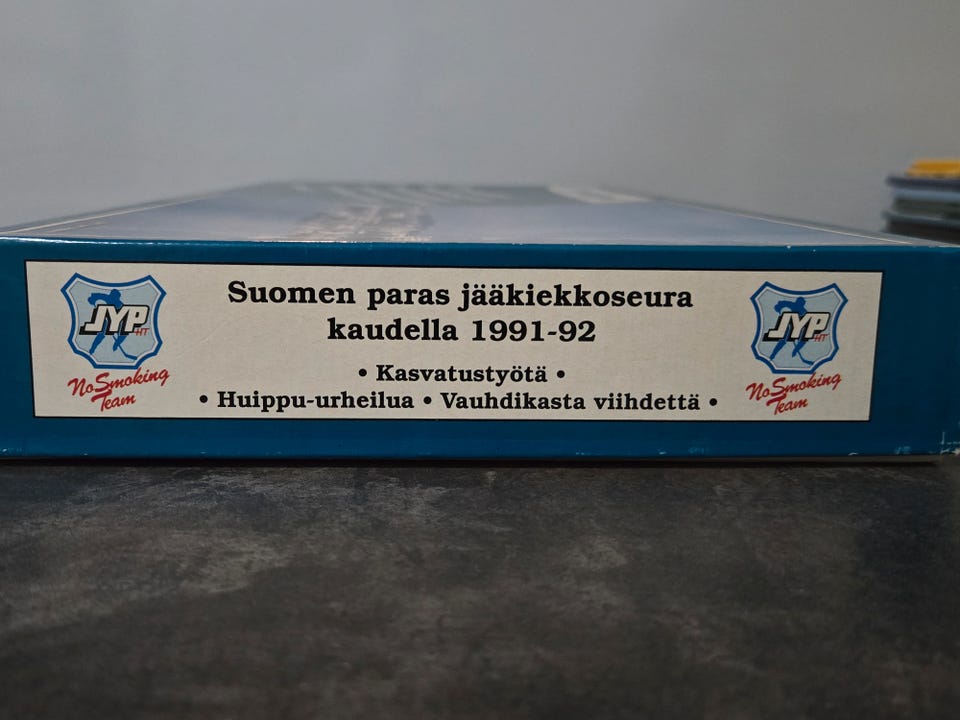 Suomen paras jääkiekkoseura
kaudella 1991-92
• Kasvatustyötä •
• Huippu-urheilua • Vauhdikasta viihdettä •
JYP HT
No Smoking
Team
JYP HT
No Smoking
Team